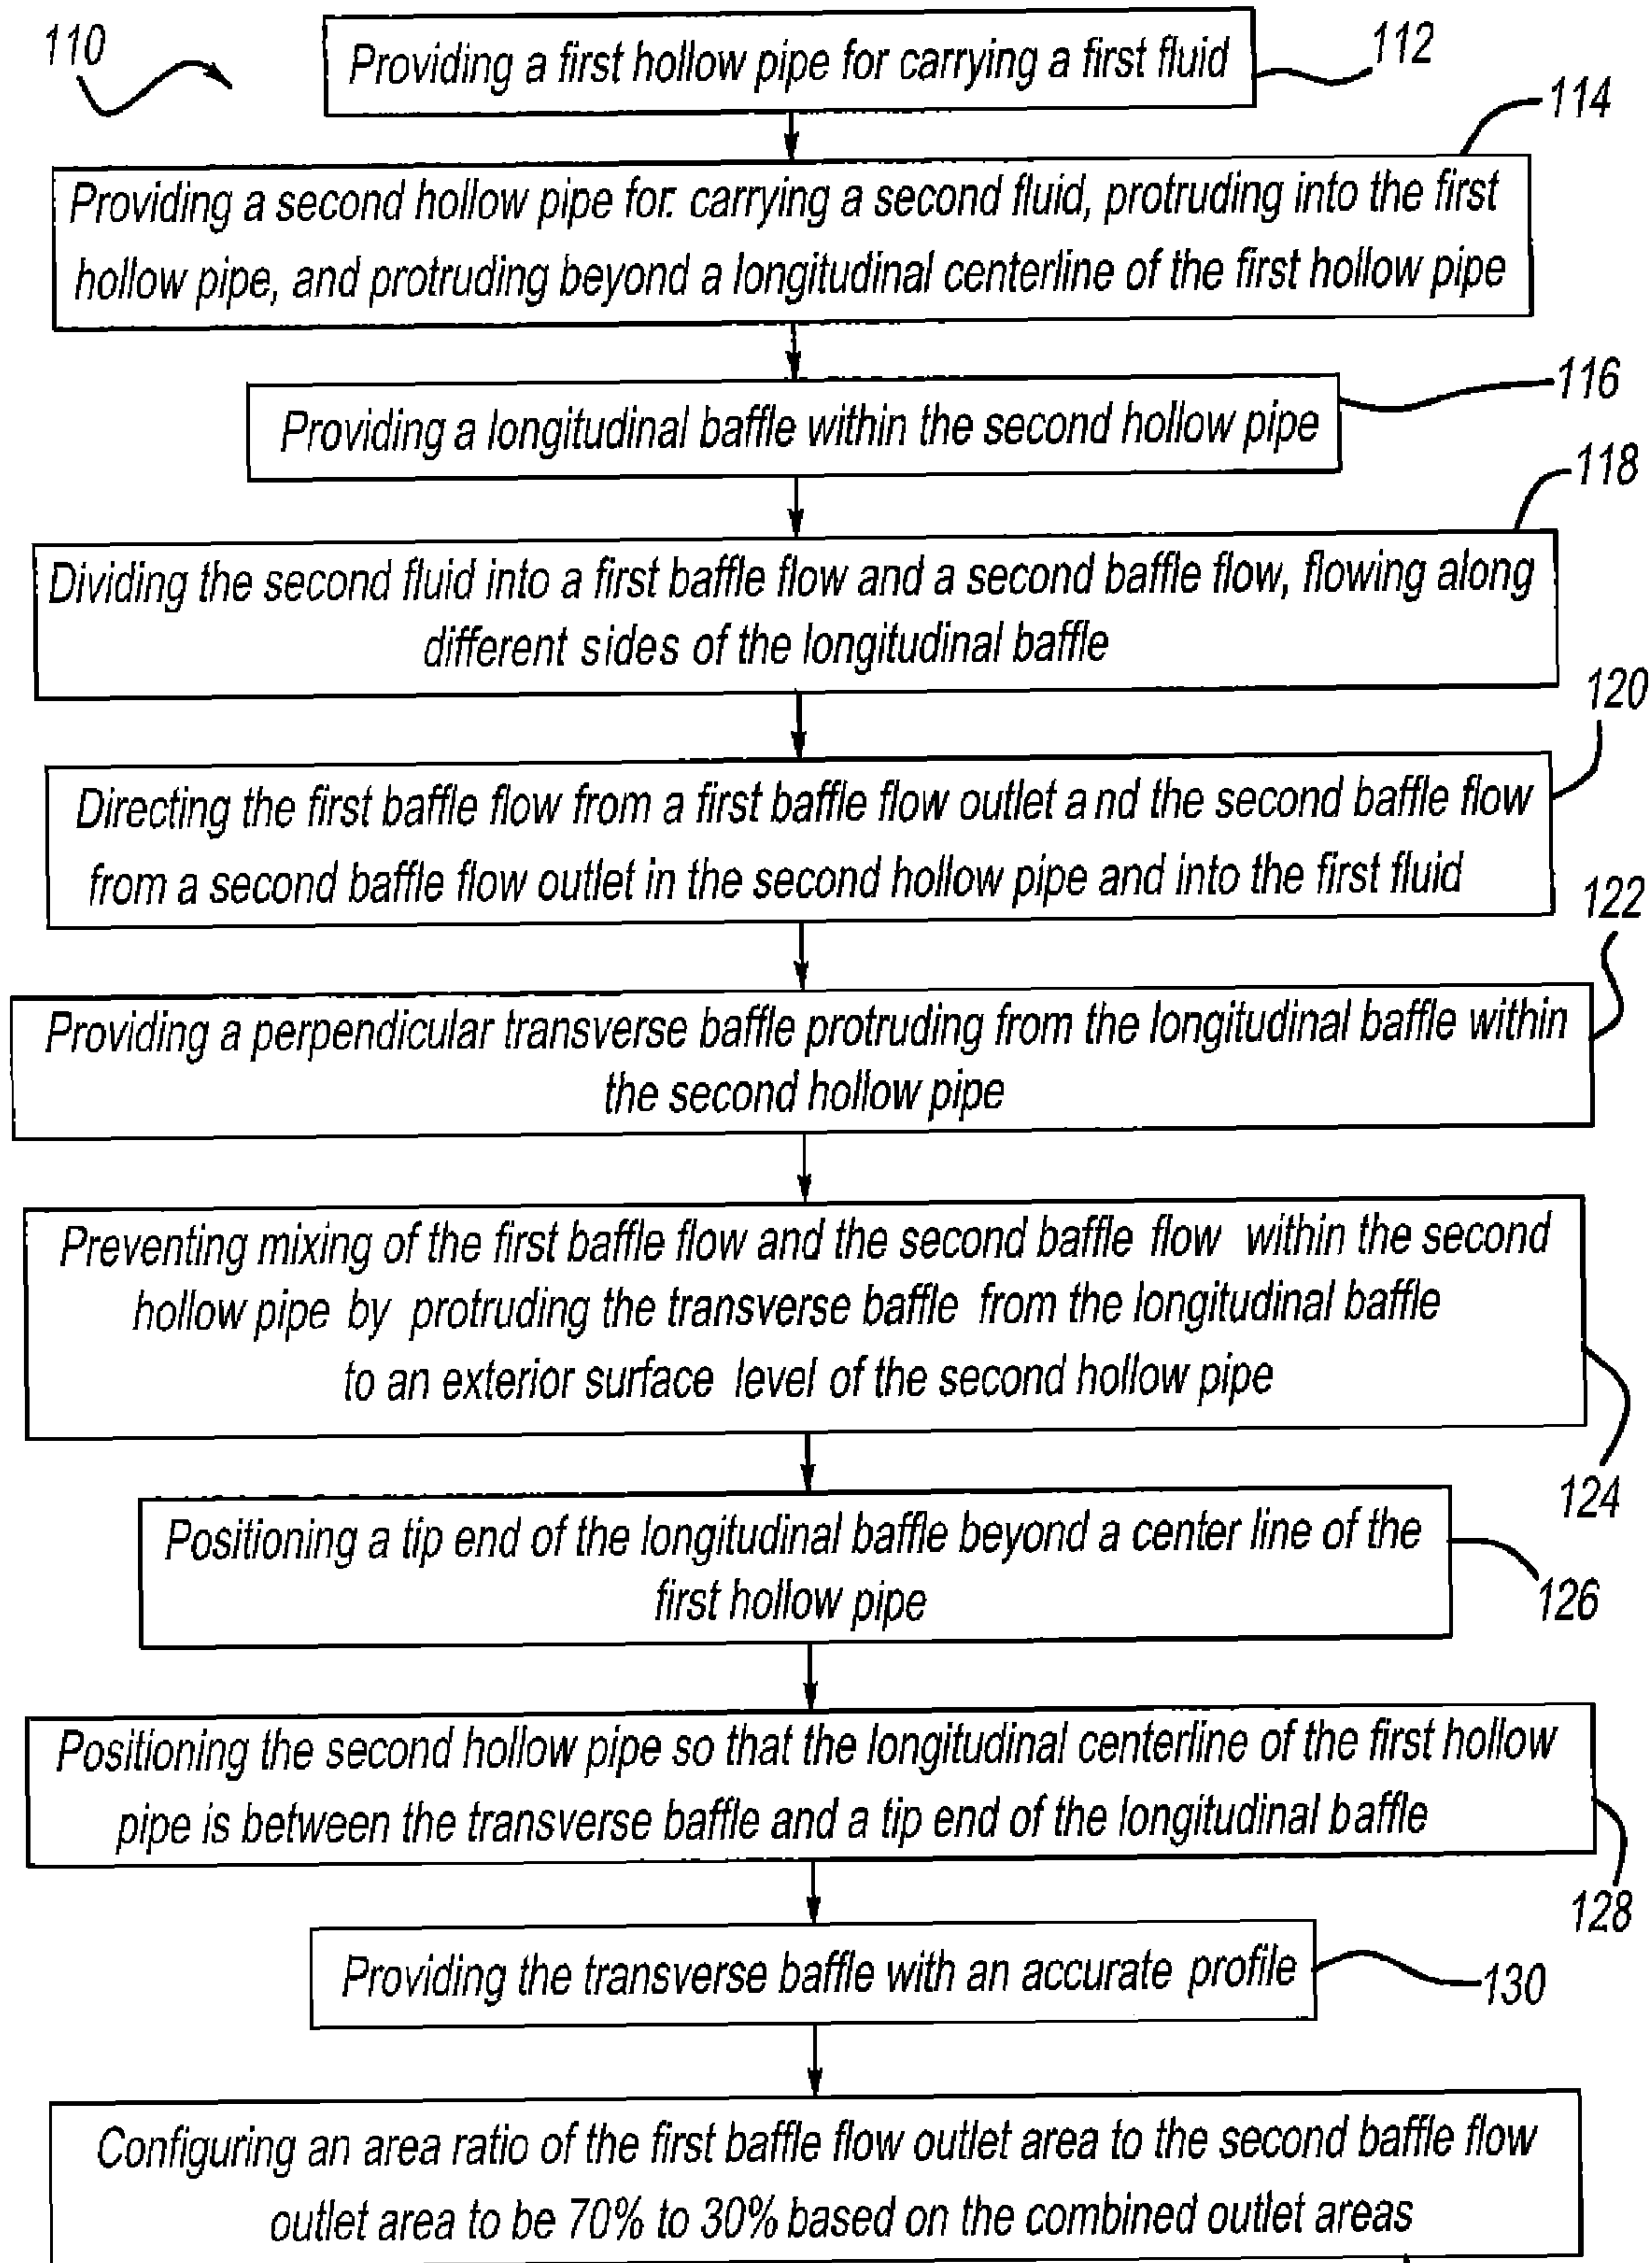 110
Providing a first hollow pipe for carrying a first fluid
112
114
Providing a second hollow pipe for: carrying a second fluid, protruding into the first
hollow pipe, and protruding beyond a longitudinal centerline of the first hollow pipe
116
Providing a longitudinal baffle within the second hollow pipe
118
Dividing the second fluid into a first baffle flow and a second baffle flow, flowing along
different sides of the longitudinal baffle
120
Directing the first baffle flow from a first baffle flow outlet and the second baffle flow
from a second baffle flow outlet in the second hollow pipe and into the first fluid
122
Providing a perpendicular transverse baffle protruding from the longitudinal baffle within
the second hollow pipe
Preventing mixing of the first baffle flow and the second baffle flow within the second
hollow pipe by protruding the transverse baffle from the longitudinal baffle
to an exterior surface level of the second hollow pipe
124
Positioning a tip end of the longitudinal baffle beyond a center line of the
first hollow pipe
126
Positioning the second hollow pipe so that the longitudinal centerline of the first hollow
pipe is between the transverse baffle and a tip end of the longitudinal baffle
128
Providing the transverse baffle with an accurate profile
130
Configuring an area ratio of the first baffle flow outlet area to the second baffle flow
outlet area to be 70% to 30% based on the combined outlet areas